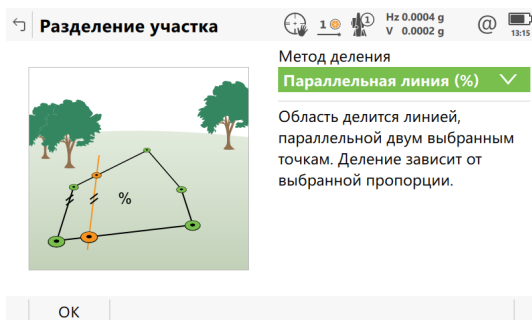 Разделение участка
1
1
Hz 0.0004 g
V 0.0002 g
@
13:15
Метод деления
Параллельная линия (%)
Область делится линией,
параллельной двум выбранным
точкам. Деление зависит от
выбранной пропорции.
%
OK